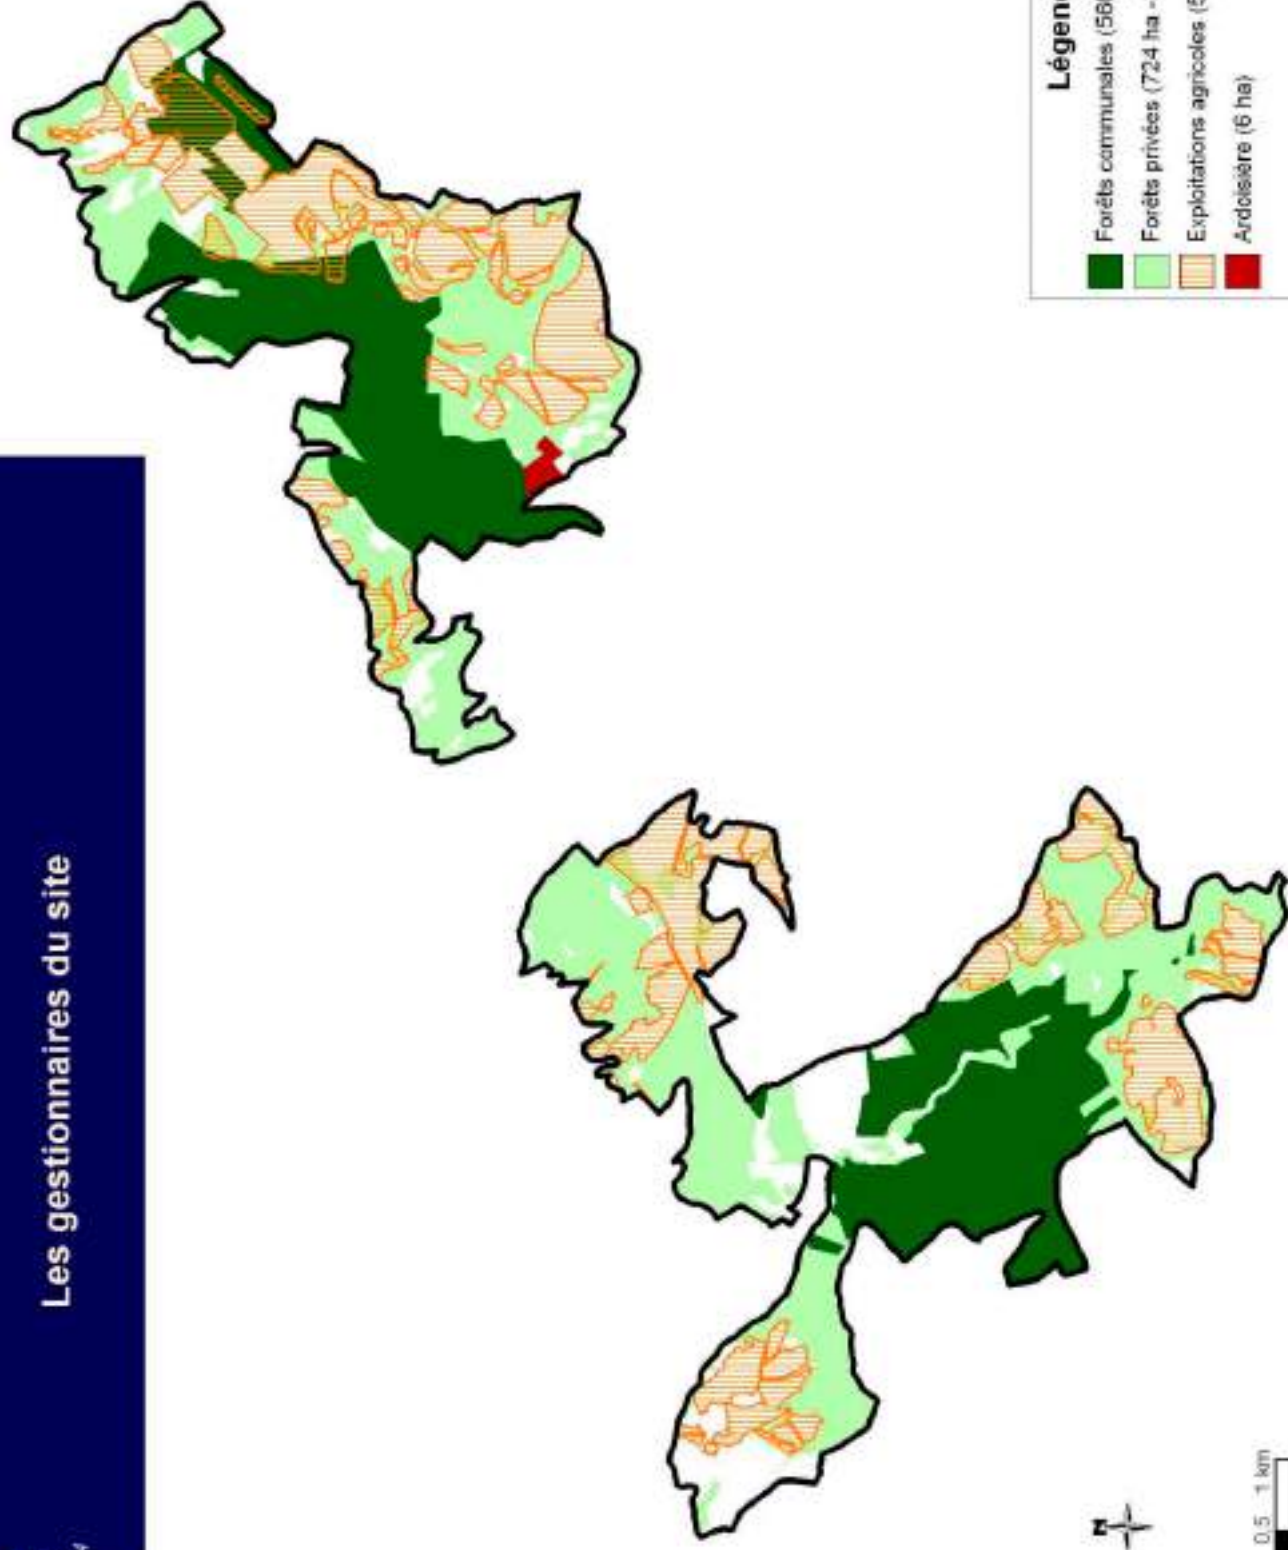 Les gestionnaires du site
Légen
Forêts communales (56
Forêts privées (724 ha -
Exploitations agricoles (5
Ardoisière (6 ha)
N
0,5 1 km